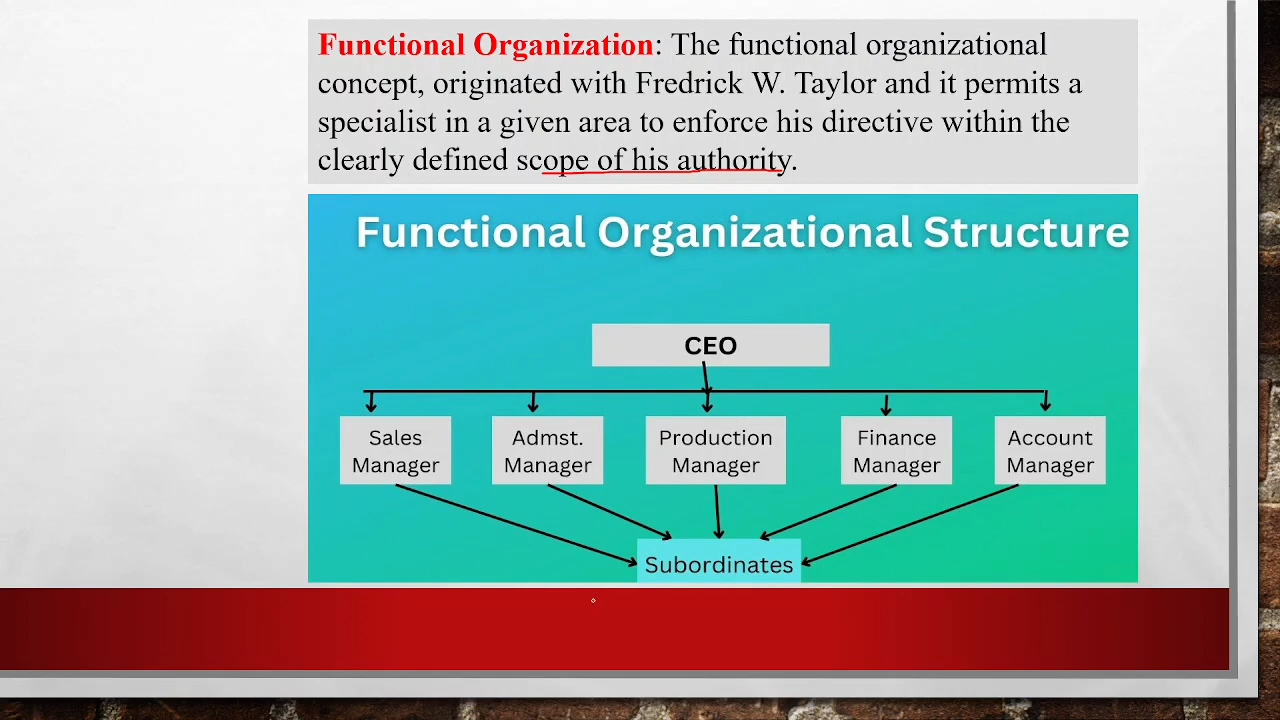 Functional Organization: The functional organizational
concept, originated with Fredrick W. Taylor and it permits a
specialist in a given area to enforce his directive within the
clearly defined scope of his authority.
Functional Organizational Structure
CEO
Sales
Manager
Admst.
Manager
Production
Manager
Finance
Manager
Account
Manager
Subordinates